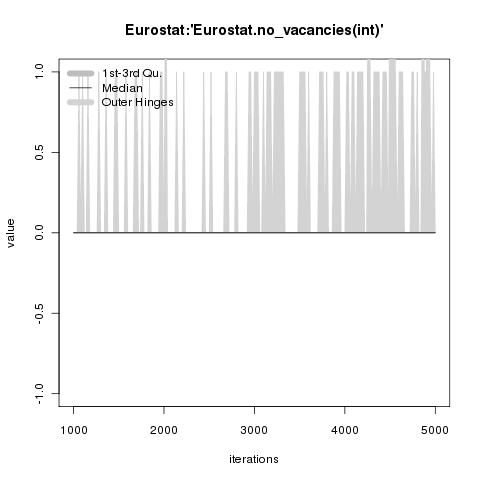 Eurostat:'Eurostat.no_vacancies(int)'
1st-3rd Qu.
Median
Outer Hinges
value
1.0
0.5
0.0
-0.5
-1.0
1000 2000 3000 4000 5000
iterations